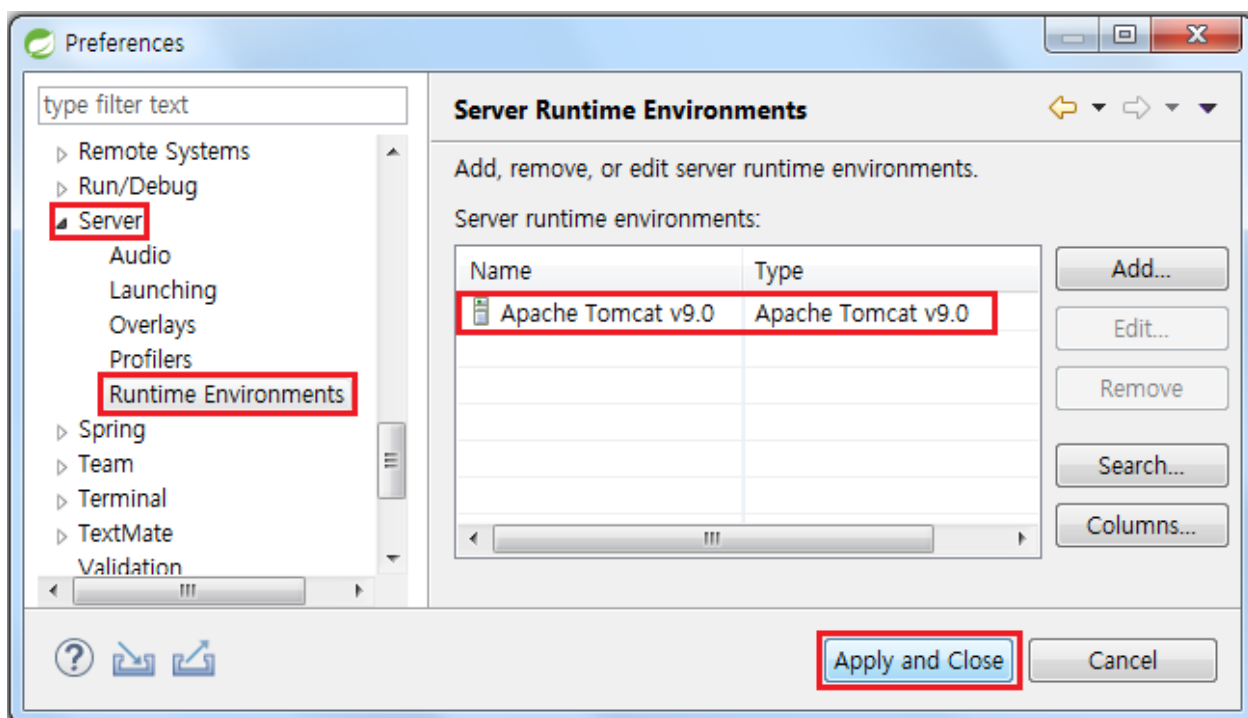 Preferences
type filter text
Remote Systems
Run/Debug
Server
Audio
Launching
Overlays
Profilers
Runtime Environments
Spring
Team
Terminal
TextMate
Validation
Server Runtime Environments
Add, remove, or edit server runtime environments.
Server runtime environments:
Name Type
Apache Tomcat v9.0 Apache Tomcat v9.0
Add...
Edit...
Remove
Search...
Columns...
Apply and Close Cancel